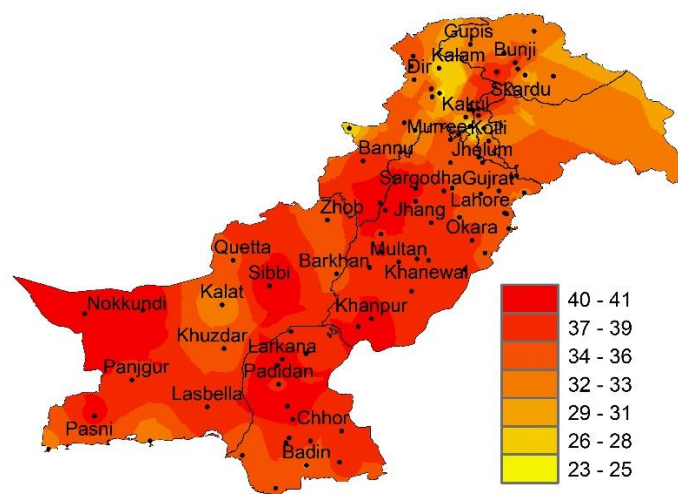 Gupis
Kalam
Bunji
Dir
Skardu
Kakul
Murree
Kotli
Bannu
Jhelum
Sargodha
Gujrat
Zhob
Jhang
Lahore
Okara
Quetta
Barkhan
Multan
Sibbi
Khanewal
Nokkundi
Kalat
Khanpur
Khuzdar
Larkana
Panjgur
Padidan
Lasbella
Pasni
Chhor
Badin
40 - 41
37 - 39
34 - 36
32 - 33
29 - 31
26 - 28
23 - 25